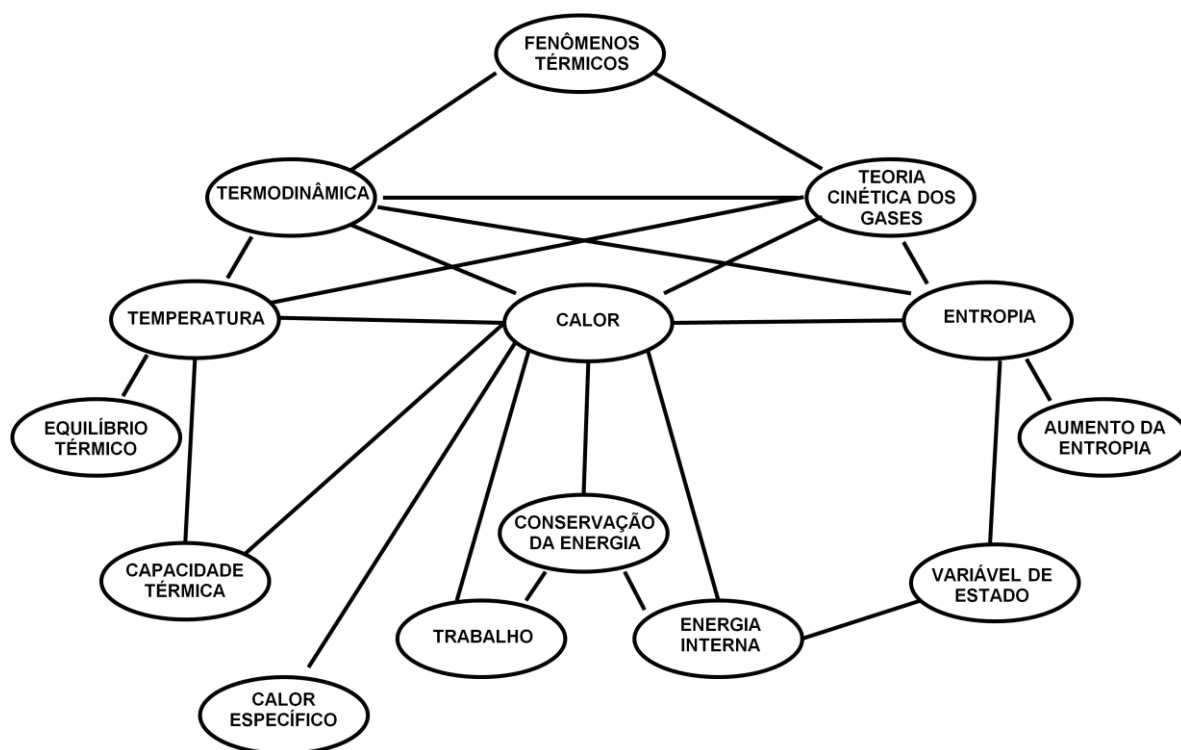 FENÔMENOS
TÉRMICOS
TERMODINÂMICA
TEORIA
CINÉTICA DOS
GASES
TEMPERATURA
CALOR
ENTROPIA
EQUILÍBRIO
TÉRMICO
AUMENTO DA
ENTROPIA
CONSERVAÇÃO
DA ENERGIA
CAPACIDADE
TÉRMICA
VARIÁVEL DE
ESTADO
TRABALHO
ENERGIA
INTERNA
CALOR
ESPECÍFICO